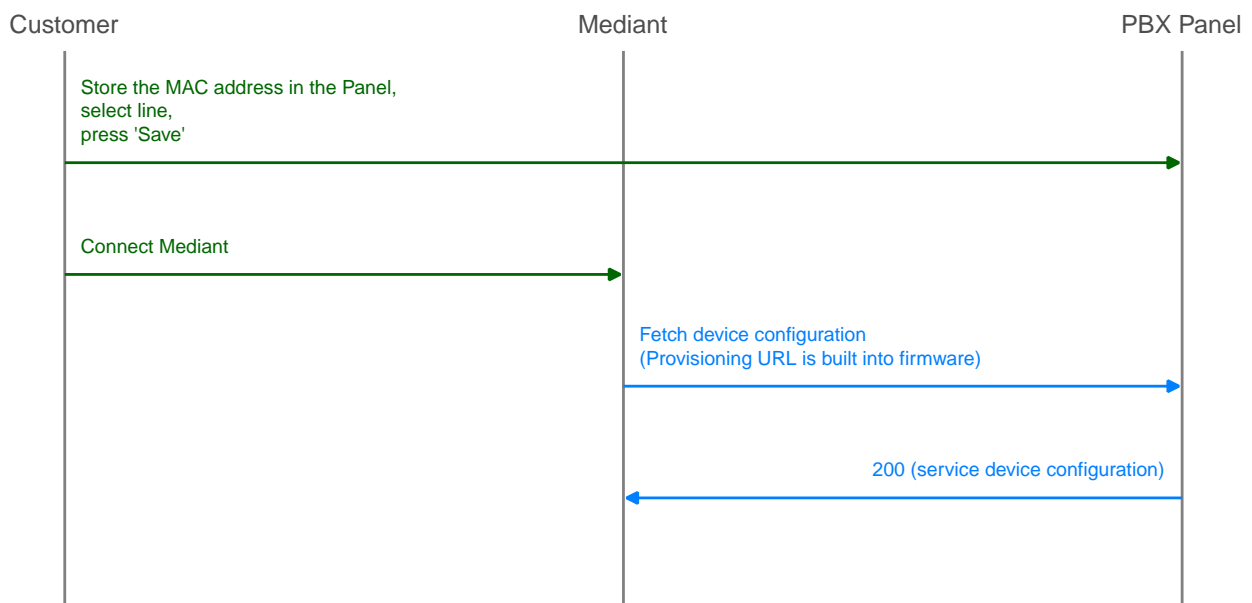 Customer
Mediant
PBX Panel
Store the MAC address in the Panel,
select line,
press 'Save'
Connect Mediant
Fetch device configuration
(Provisioning URL is built into firmware)
200 (service device configuration)